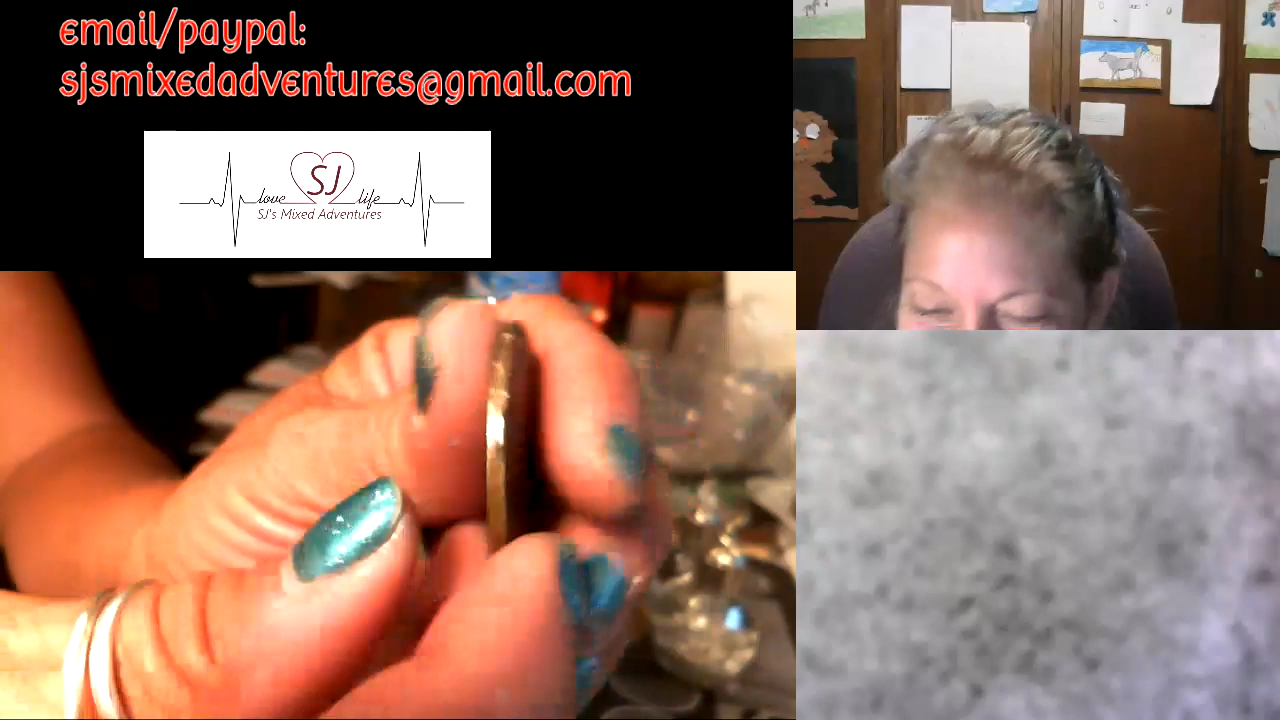 email/paypal:
sjsmixedadventures@gmail.com
SJ
love life
SJ's Mixed Adventures